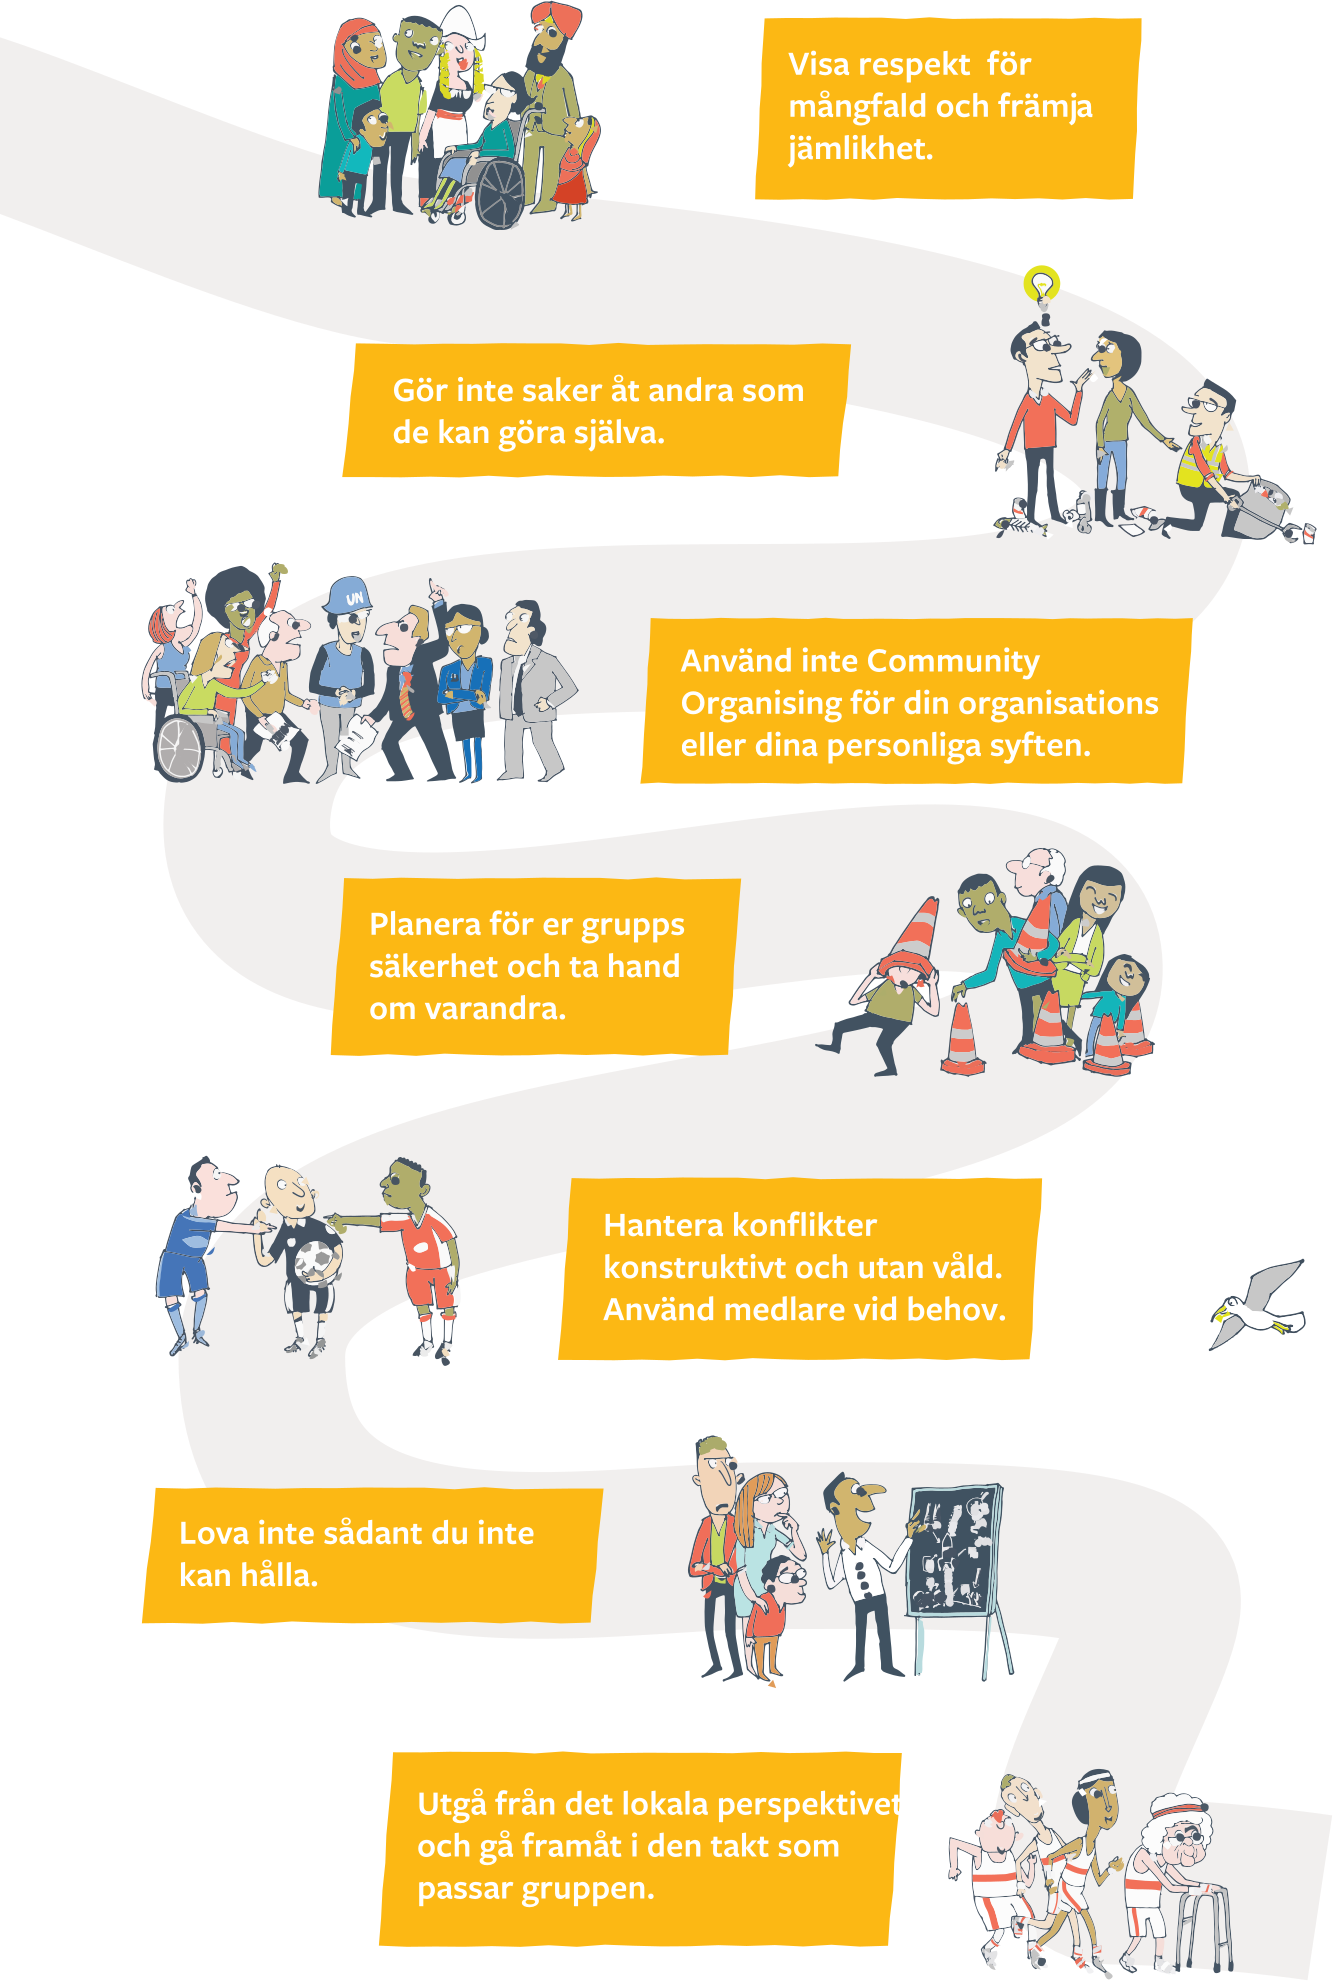 Visa respekt för
mångfald och främja
jämlikhet.
Gör inte saker åt andra som
de kan göra själva.
UN
Använd inte Community
Organising för din organisations
eller dina personliga syften.
Planera för er grupps
säkerhet och ta hand
om varandra.
Hantera konflikter
konstruktivt och utan våld.
Använd medlare vid behov.
Lova inte sådant du inte
kan hålla.
Utgå från det lokala perspektivet
och gå framåt i den takt som
passar gruppen.